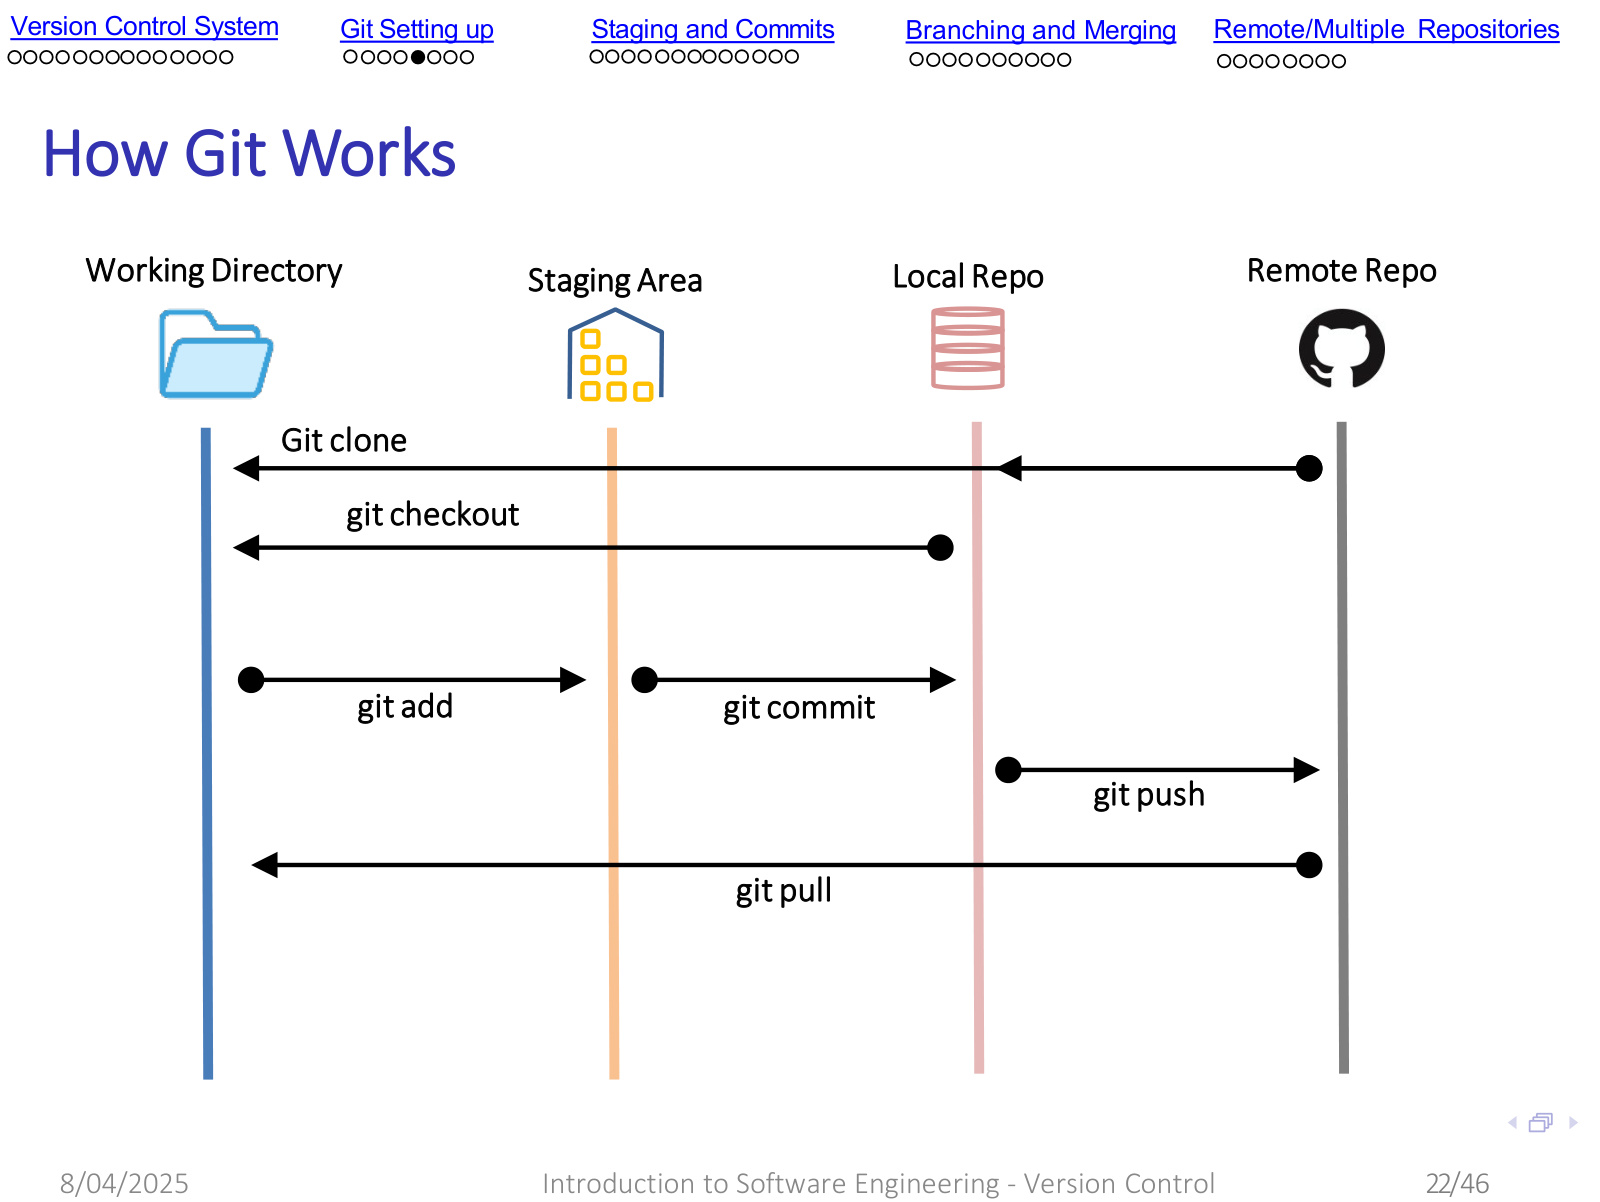 Version Control System
Git Setting up
Staging and Commits
Branching and Merging
Remote/Multiple Repositories
How Git Works
Working Directory
Staging Area
Local Repo
Remote Repo
Git clone
git checkout
git add
git commit
git push
git pull
8/04/2025
Introduction to Software Engineering - Version Control
22/46